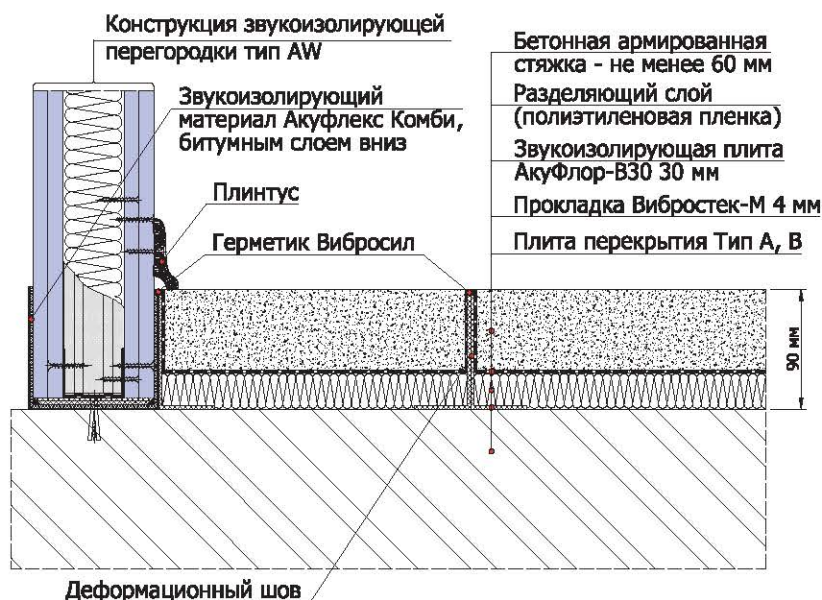 Конструкция звукоизолирующей
перегородки тип AW
Звукоизолирующий
материал Акуфлекс Комби,
битумным слоем вниз
Плинтус
Герметик Вибросил
Бетонная армированная
стяжка - не менее 60 мм
Разделяющий слой
(полиэтиленовая пленка)
Звукоизолирующая плита
АкуФлор-В30 30 мм
Прокладка Вибростек-М 4 мм
Плита перекрытия Тип А, В
90 мм
Деформационный шов